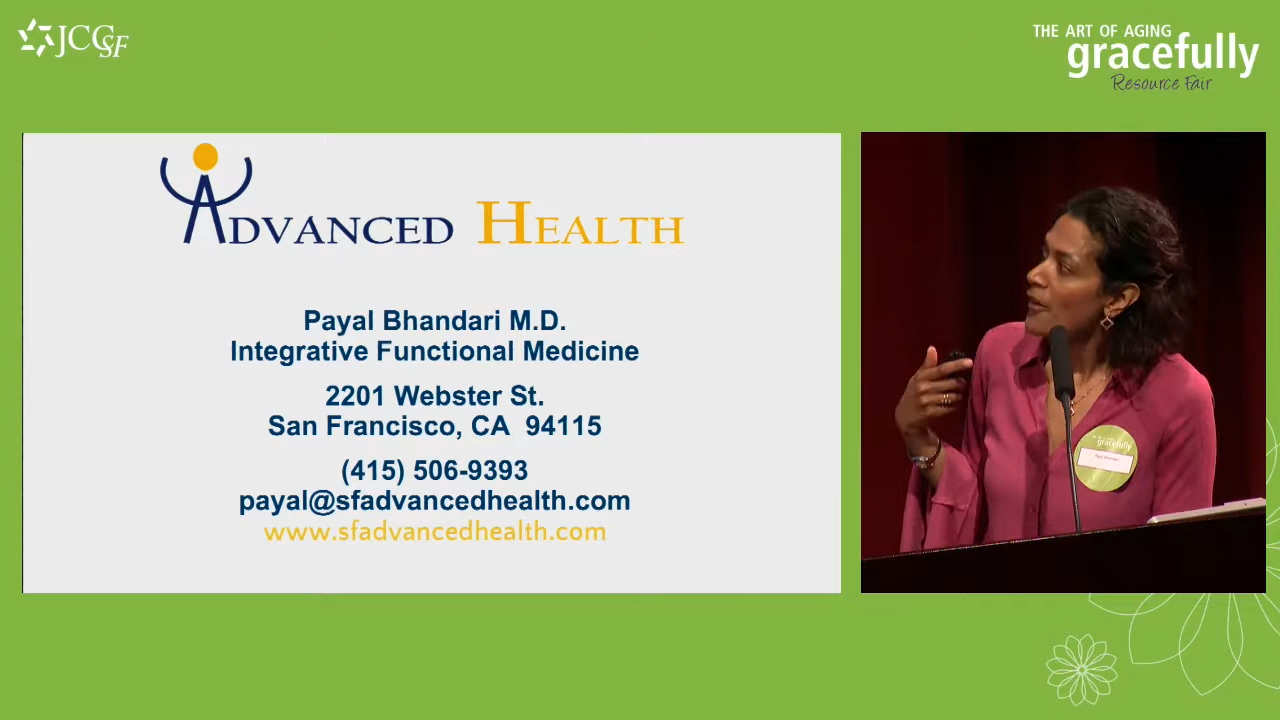 JCCSF
THE ART OF AGING
gracefully
Resource Fair
ADVANCED HEALTH
Payal Bhandari M.D.
Integrative Functional Medicine
2201 Webster St.
San Francisco, CA 94115
(415) 506-9393
payal@sfadvancedhealth.com
www.sfadvancedhealth.com
gracefully